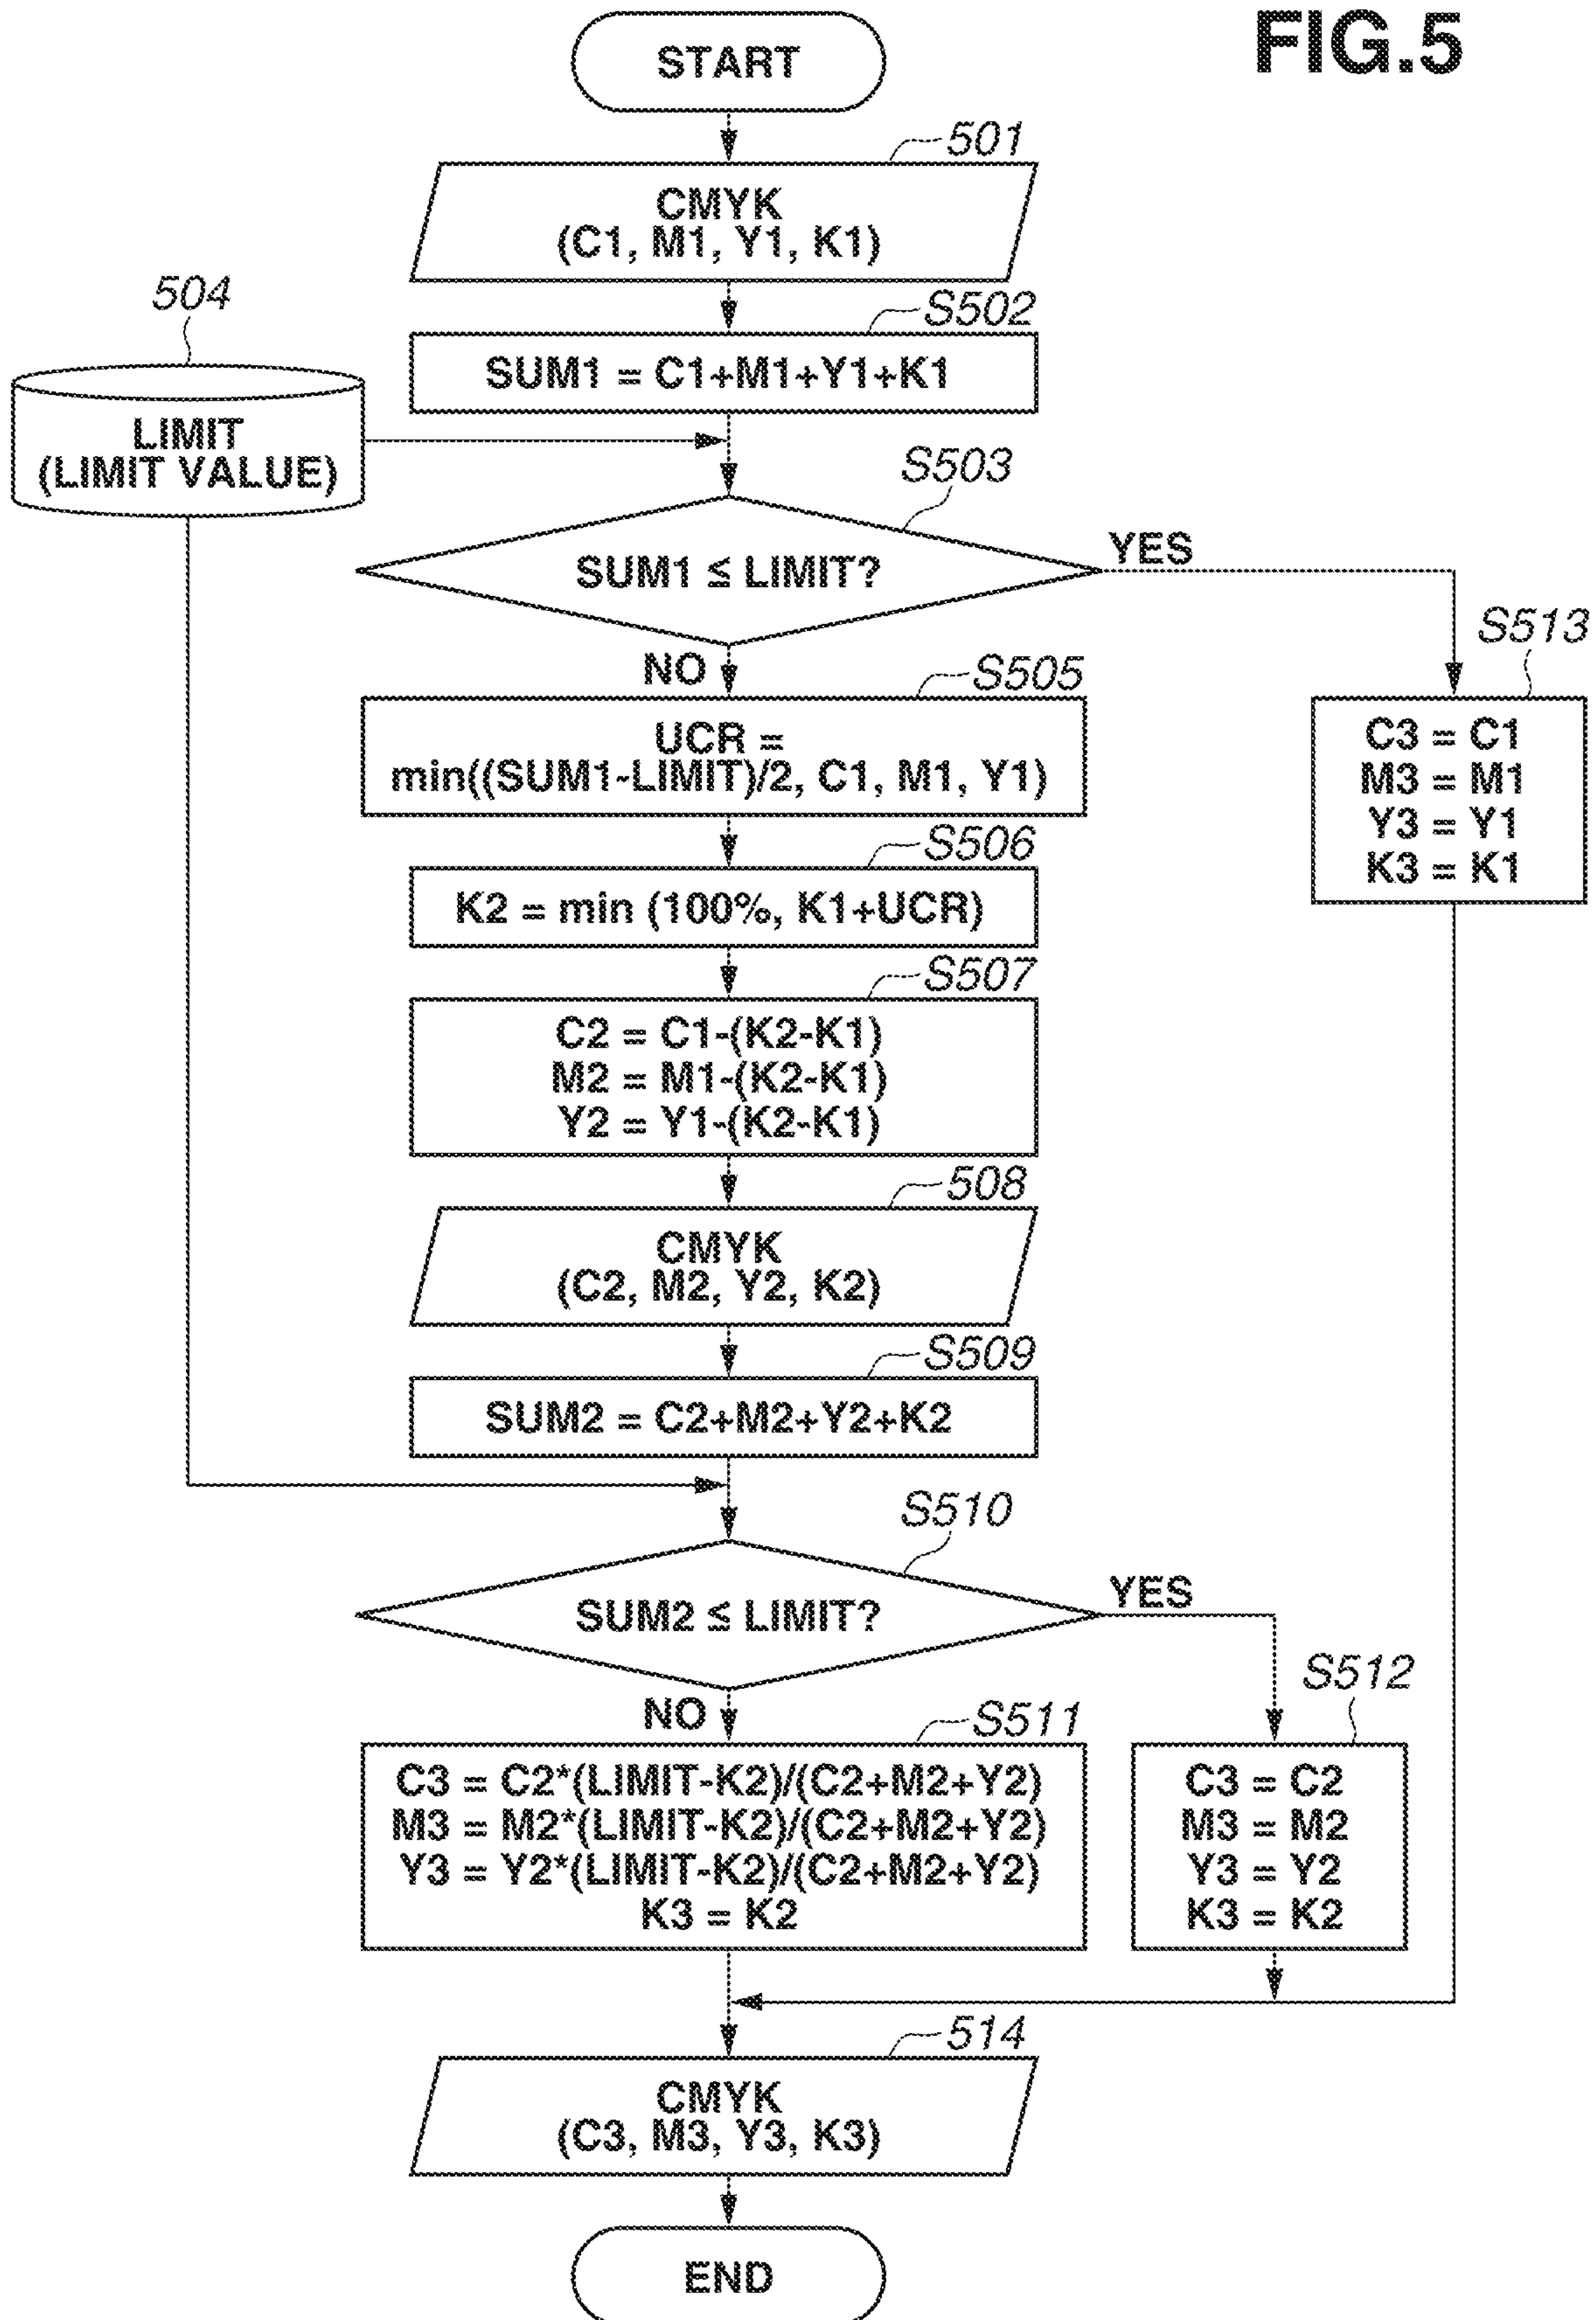 FIG.5
START
501
CMYK
(C1, M1, Y1, K1)
S502
SUM1 = C1+M1+Y1+K1
504
LIMIT
(LIMIT VALUE)
S503
SUM1 ≤ LIMIT?
YES
NO
S505
UCR =
min((SUM1-LIMIT)/2, C1, M1, Y1)
S513
C3 = C1
M3 = M1
Y3 = Y1
K3 = K1
S506
K2 = min (100%, K1+UCR)
S507
C2 = C1-(K2-K1)
M2 = M1-(K2-K1)
Y2 = Y1-(K2-K1)
508
CMYK
(C2, M2, Y2, K2)
S509
SUM2 = C2+M2+Y2+K2
S510
SUM2 ≤ LIMIT?
YES
NO
S511
C3 = C2*(LIMIT-K2)/(C2+M2+Y2)
M3 = M2*(LIMIT-K2)/(C2+M2+Y2)
Y3 = Y2*(LIMIT-K2)/(C2+M2+Y2)
K3 = K2
S512
C3 = C2
M3 = M2
Y3 = Y2
K3 = K2
514
CMYK
(C3, M3, Y3, K3)
END